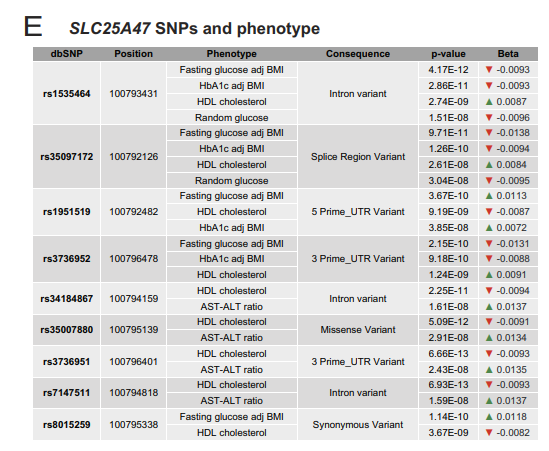 E SLC25A47 SNPs and phenotype
dbSNP Position Phenotype Consequence p-value Beta
rs1535464 100793431 Fasting glucose adj BMI Intron variant 4.17E-12 ▼ -0.0093
HbA1c adj BMI 2.86E-11 ▼ -0.0093
HDL cholesterol 2.74E-09 ▲ 0.0087
Random glucose 1.51E-08 ▼ -0.0096
rs35097172 100792126 Fasting glucose adj BMI Splice Region Variant 9.71E-11 ▼ -0.0138
HbA1c adj BMI 1.26E-10 ▼ -0.0094
HDL cholesterol 2.61E-08 ▲ 0.0084
Random glucose 3.04E-08 ▼ -0.0095
rs1951519 100792482 Fasting glucose adj BMI 5 Prime_UTR Variant 3.67E-10 ▲ 0.0113
HDL cholesterol 9.19E-09 ▼ -0.0087
HbA1c adj BMI 3.85E-08 ▲ 0.0072
rs3736952 100796478 Fasting glucose adj BMI 3 Prime_UTR Variant 2.15E-10 ▼ -0.0131
HbA1c adj BMI 9.18E-10 ▼ -0.0088
HDL cholesterol 1.24E-09 ▲ 0.0091
rs34184867 100794159 HDL cholesterol Intron variant 2.25E-11 ▼ -0.0094
AST-ALT ratio 1.61E-08 ▲ 0.0137
rs35007880 100795139 HDL cholesterol Missense Variant 5.09E-12 ▼ -0.0091
AST-ALT ratio 2.91E-08 ▲ 0.0134
rs3736951 100796401 HDL cholesterol 3 Prime_UTR Variant 6.66E-13 ▼ -0.0093
AST-ALT ratio 2.43E-08 ▲ 0.0135
rs7147511 100794818 HDL cholesterol Intron variant 6.93E-13 ▼ -0.0093
AST-ALT ratio 1.59E-08 ▲ 0.0137
rs8015259 100795338 Fasting glucose adj BMI Synonymous Variant 1.14E-10 ▲ 0.0118
HDL cholesterol 3.67E-09 ▼ -0.0082